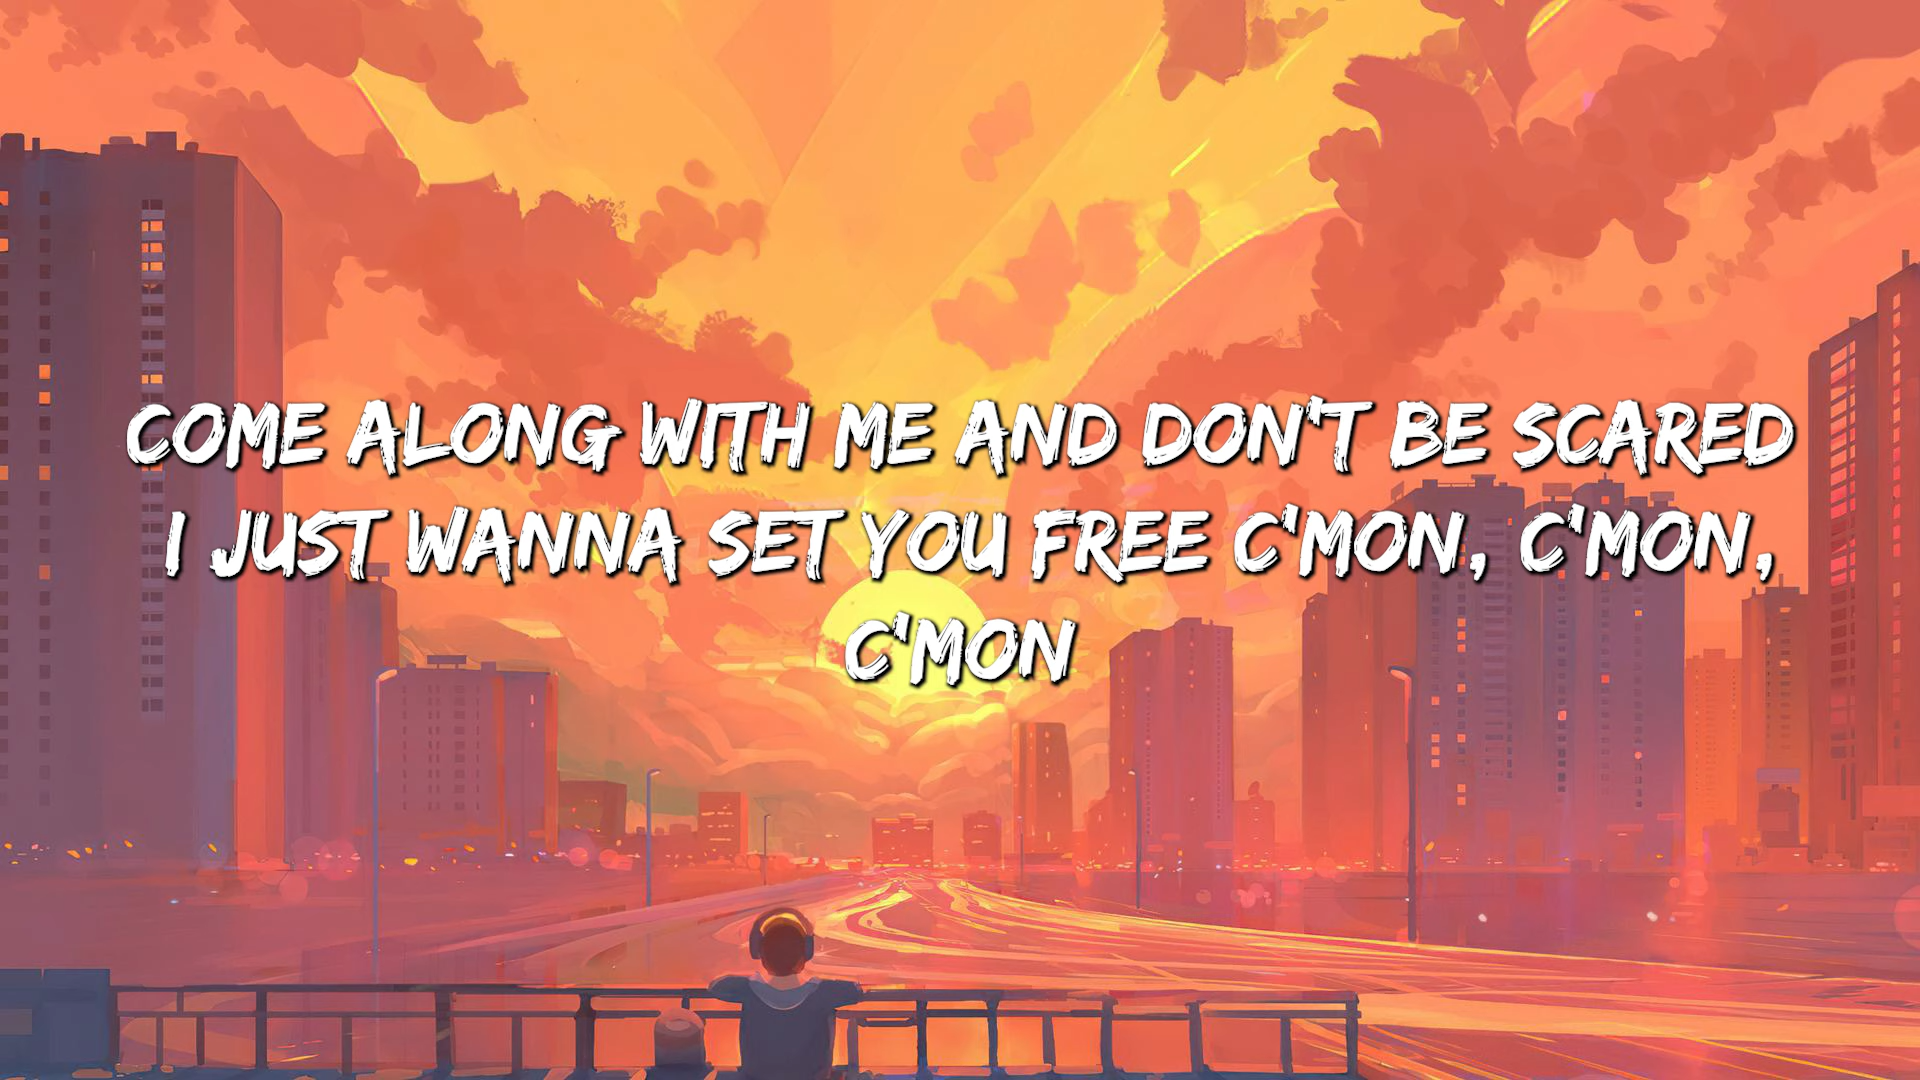 COME ALONG WITH ME AND DON'T BE SCARED
I JUST WANNA SET YOU FREE C'MON, C'MON,
C'MON